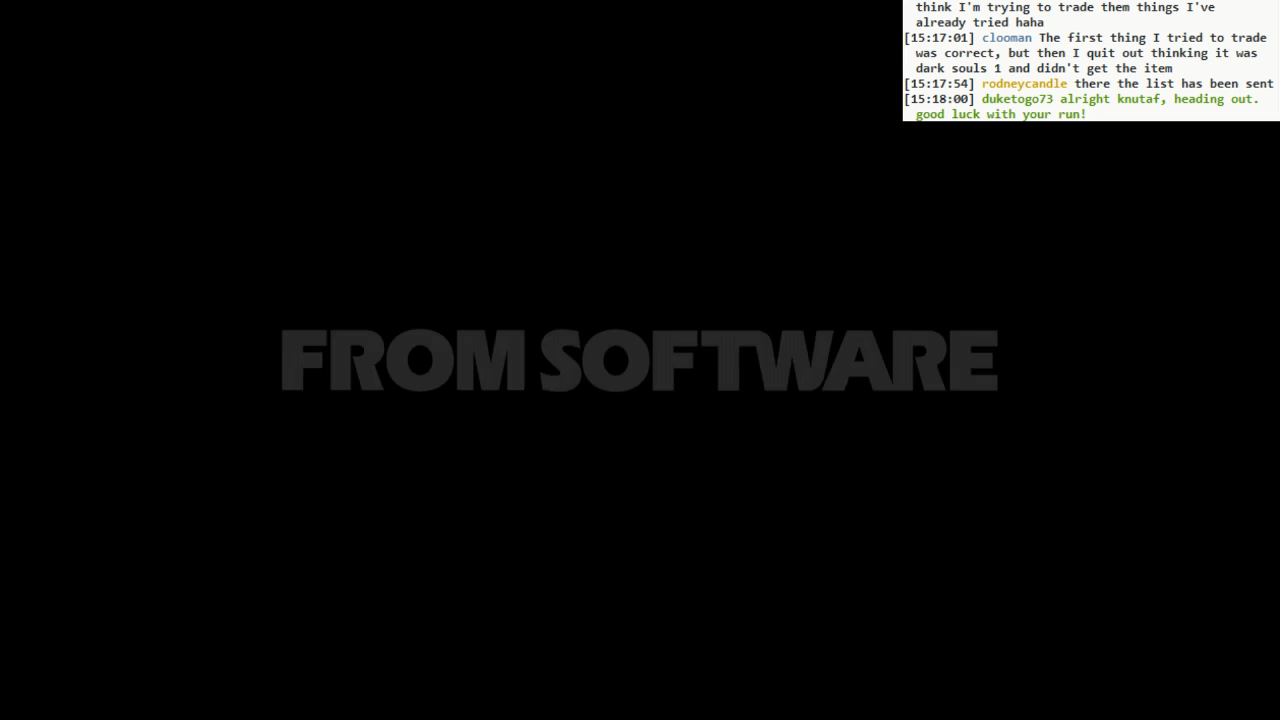 think I'm trying to trade them things I've
already tried haha
[15:17:01] clooman The first thing I tried to trade
was correct, but then I quit out thinking it was
dark souls 1 and didn't get the item
[15:17:54] rodneycandle there the list has been sent
[15:18:00] duketogo73 alright knutaf, heading out.
good luck with your run!
FROM SOFTWARE